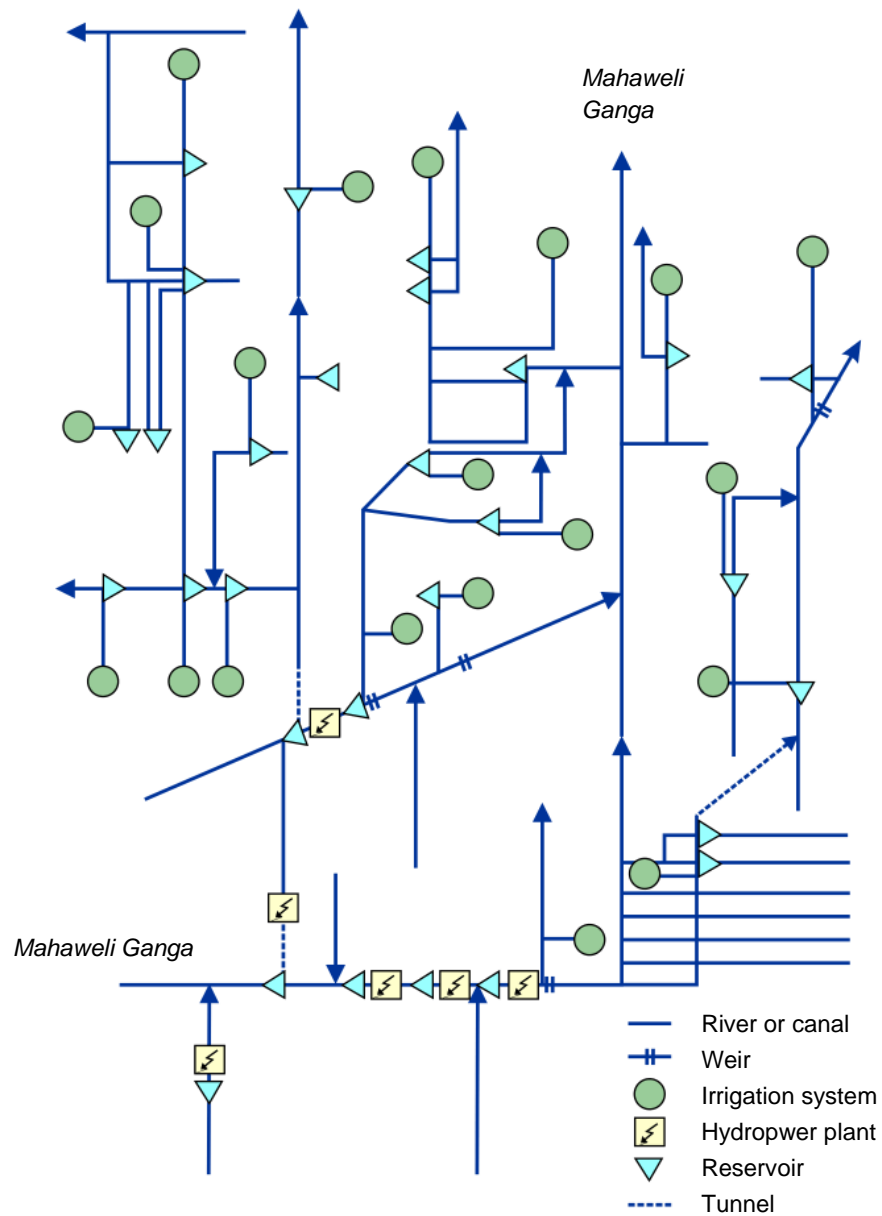 Mahaweli
Ganga
Mahaweli Ganga
River or canal
Weir
Irrigation system
Hydropwer plant
Reservoir
Tunnel